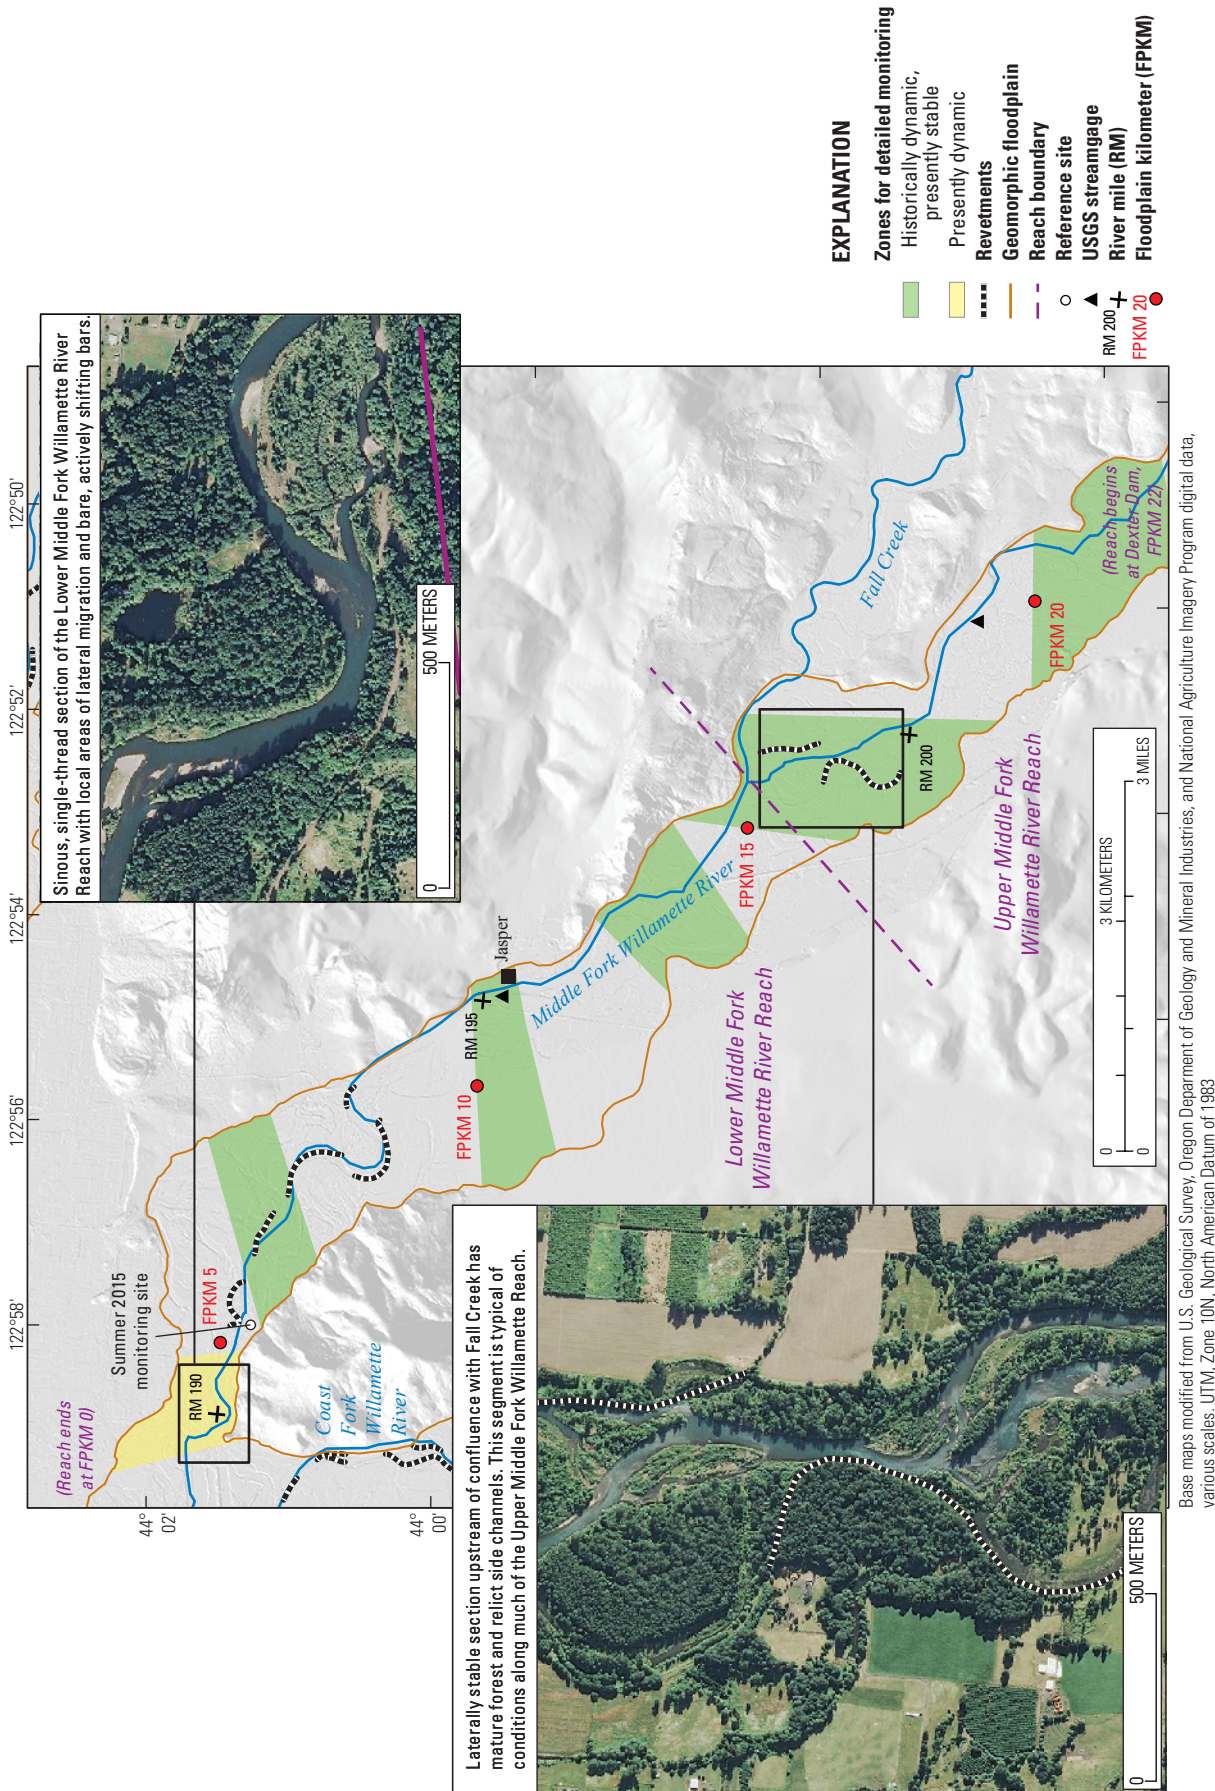 122°58'
122°56'
122°54'
122°52'
122°50'
44°
02'
44°
00'
(Reach ends
at FPKM 0)
Summer 2015
monitoring site
RM 190
FPKM 5
Coast
Fork
Willamette
River
Sinous, single-thread section of the Lower Middle Fork Willamette River
Reach with local areas of lateral migration and bare, actively shifting bars.
0
500 METERS
FPKM 10
RM 195
Jasper
Middle Fork Willamette River
Lower Middle Fork
Willamette River Reach
FPKM 15
Fall Creek
RM 200
Upper Middle Fork
Willamette River Reach
FPKM 20
(Reach begins
at Dexter Dam,
FPKM 22)
Laterally stable section upstream of confluence with Fall Creek has
mature forest and relict side channels. This segment is typical of
conditions along much of the Upper Middle Fork Willamette Reach.
0
500 METERS
0
3 KILOMETERS
0
3 MILES
EXPLANATION
Zones for detailed monitoring
Historically dynamic,
presently stable
Presently dynamic
Revetments
Geomorphic floodplain
Reach boundary
Reference site
USGS streamgage
RM 200
River mile (RM)
FPKM 20
Floodplain kilometer (FPKM)
Base maps modified from U.S. Geological Survey, Oregon Department of Geology and Mineral Industries, and National Agriculture Imagery Program digital data,
various scales. UTM, Zone 10N, North American Datum of 1983